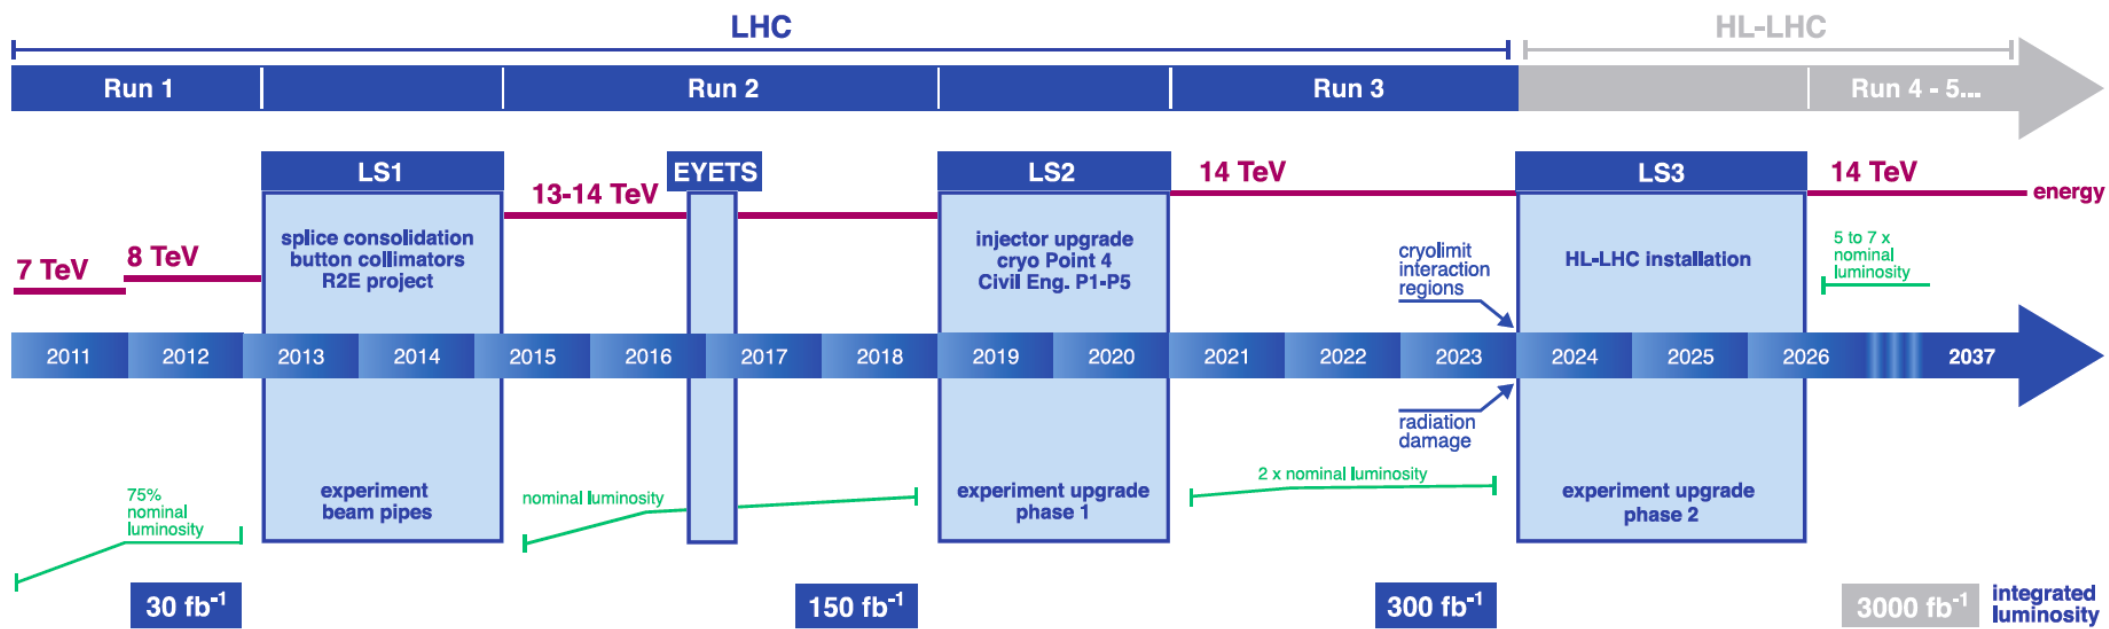 LHC
HL-LHC
Run 1
Run 2
Run 3
Run 4 - 5...
LS1
EYETS
LS2
LS3
14 TeV
14 TeV
energy
13-14 TeV
7 TeV
8 TeV
splice consolidation
button collimators
R2E project
injector upgrade
cryo Point 4
Civil Eng. P1-P5
cryolimit
interaction
regions
HL-LHC installation
5 to 7 x
nominal
luminosity
2011 2012 2013 2014 2015 2016 2017 2018 2019 2020 2021 2022 2023 2024 2025 2026 2037
radiation
damage
75%
nominal
luminosity
experiment
beam pipes
nominal luminosity
experiment upgrade
phase 1
2 x nominal luminosity
experiment upgrade
phase 2
30 fb-1
150 fb-1
300 fb-1
3000 fb-1
integrated
luminosity